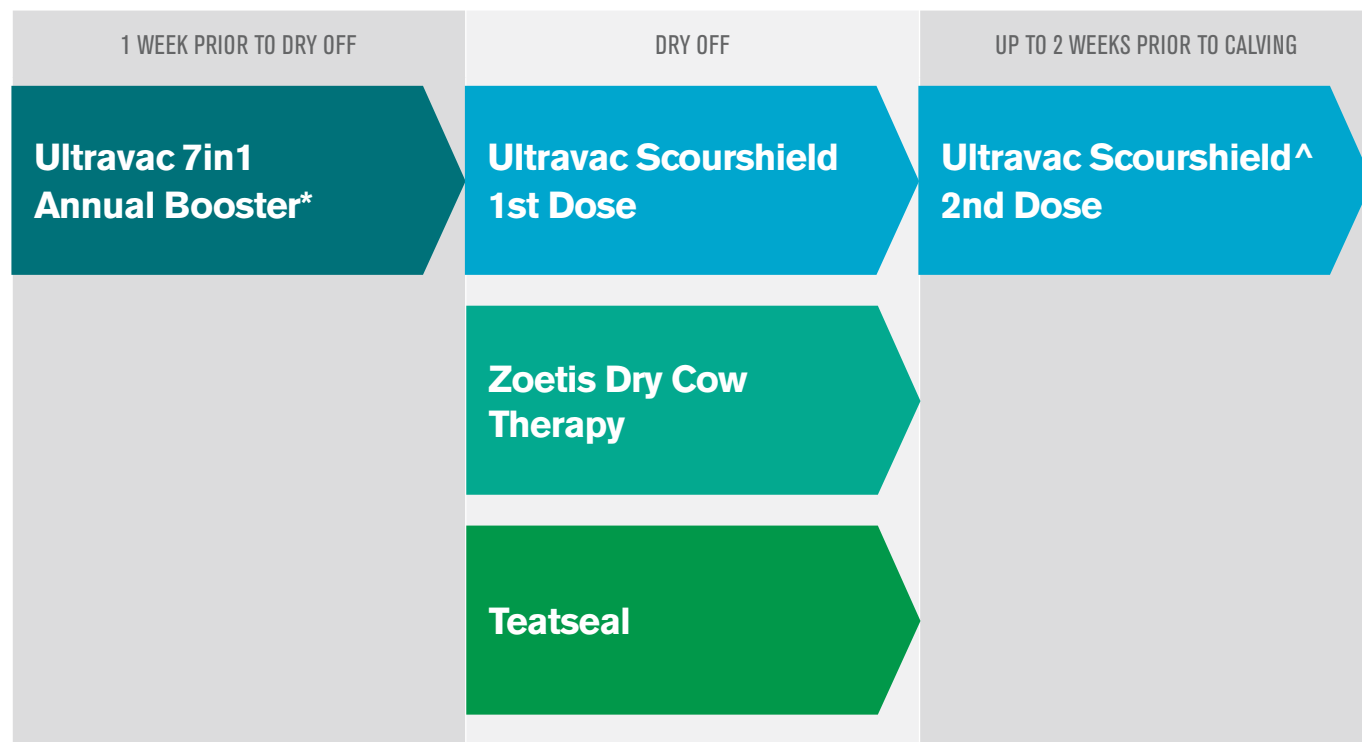 1 WEEK PRIOR TO DRY OFF
DRY OFF
UP TO 2 WEEKS PRIOR TO CALVING
Ultravac 7in1
Annual Booster*
Ultravac Scourshield
1st Dose
Ultravac Scourshield^
2nd Dose
Zoetis Dry Cow
Therapy
Teatseal